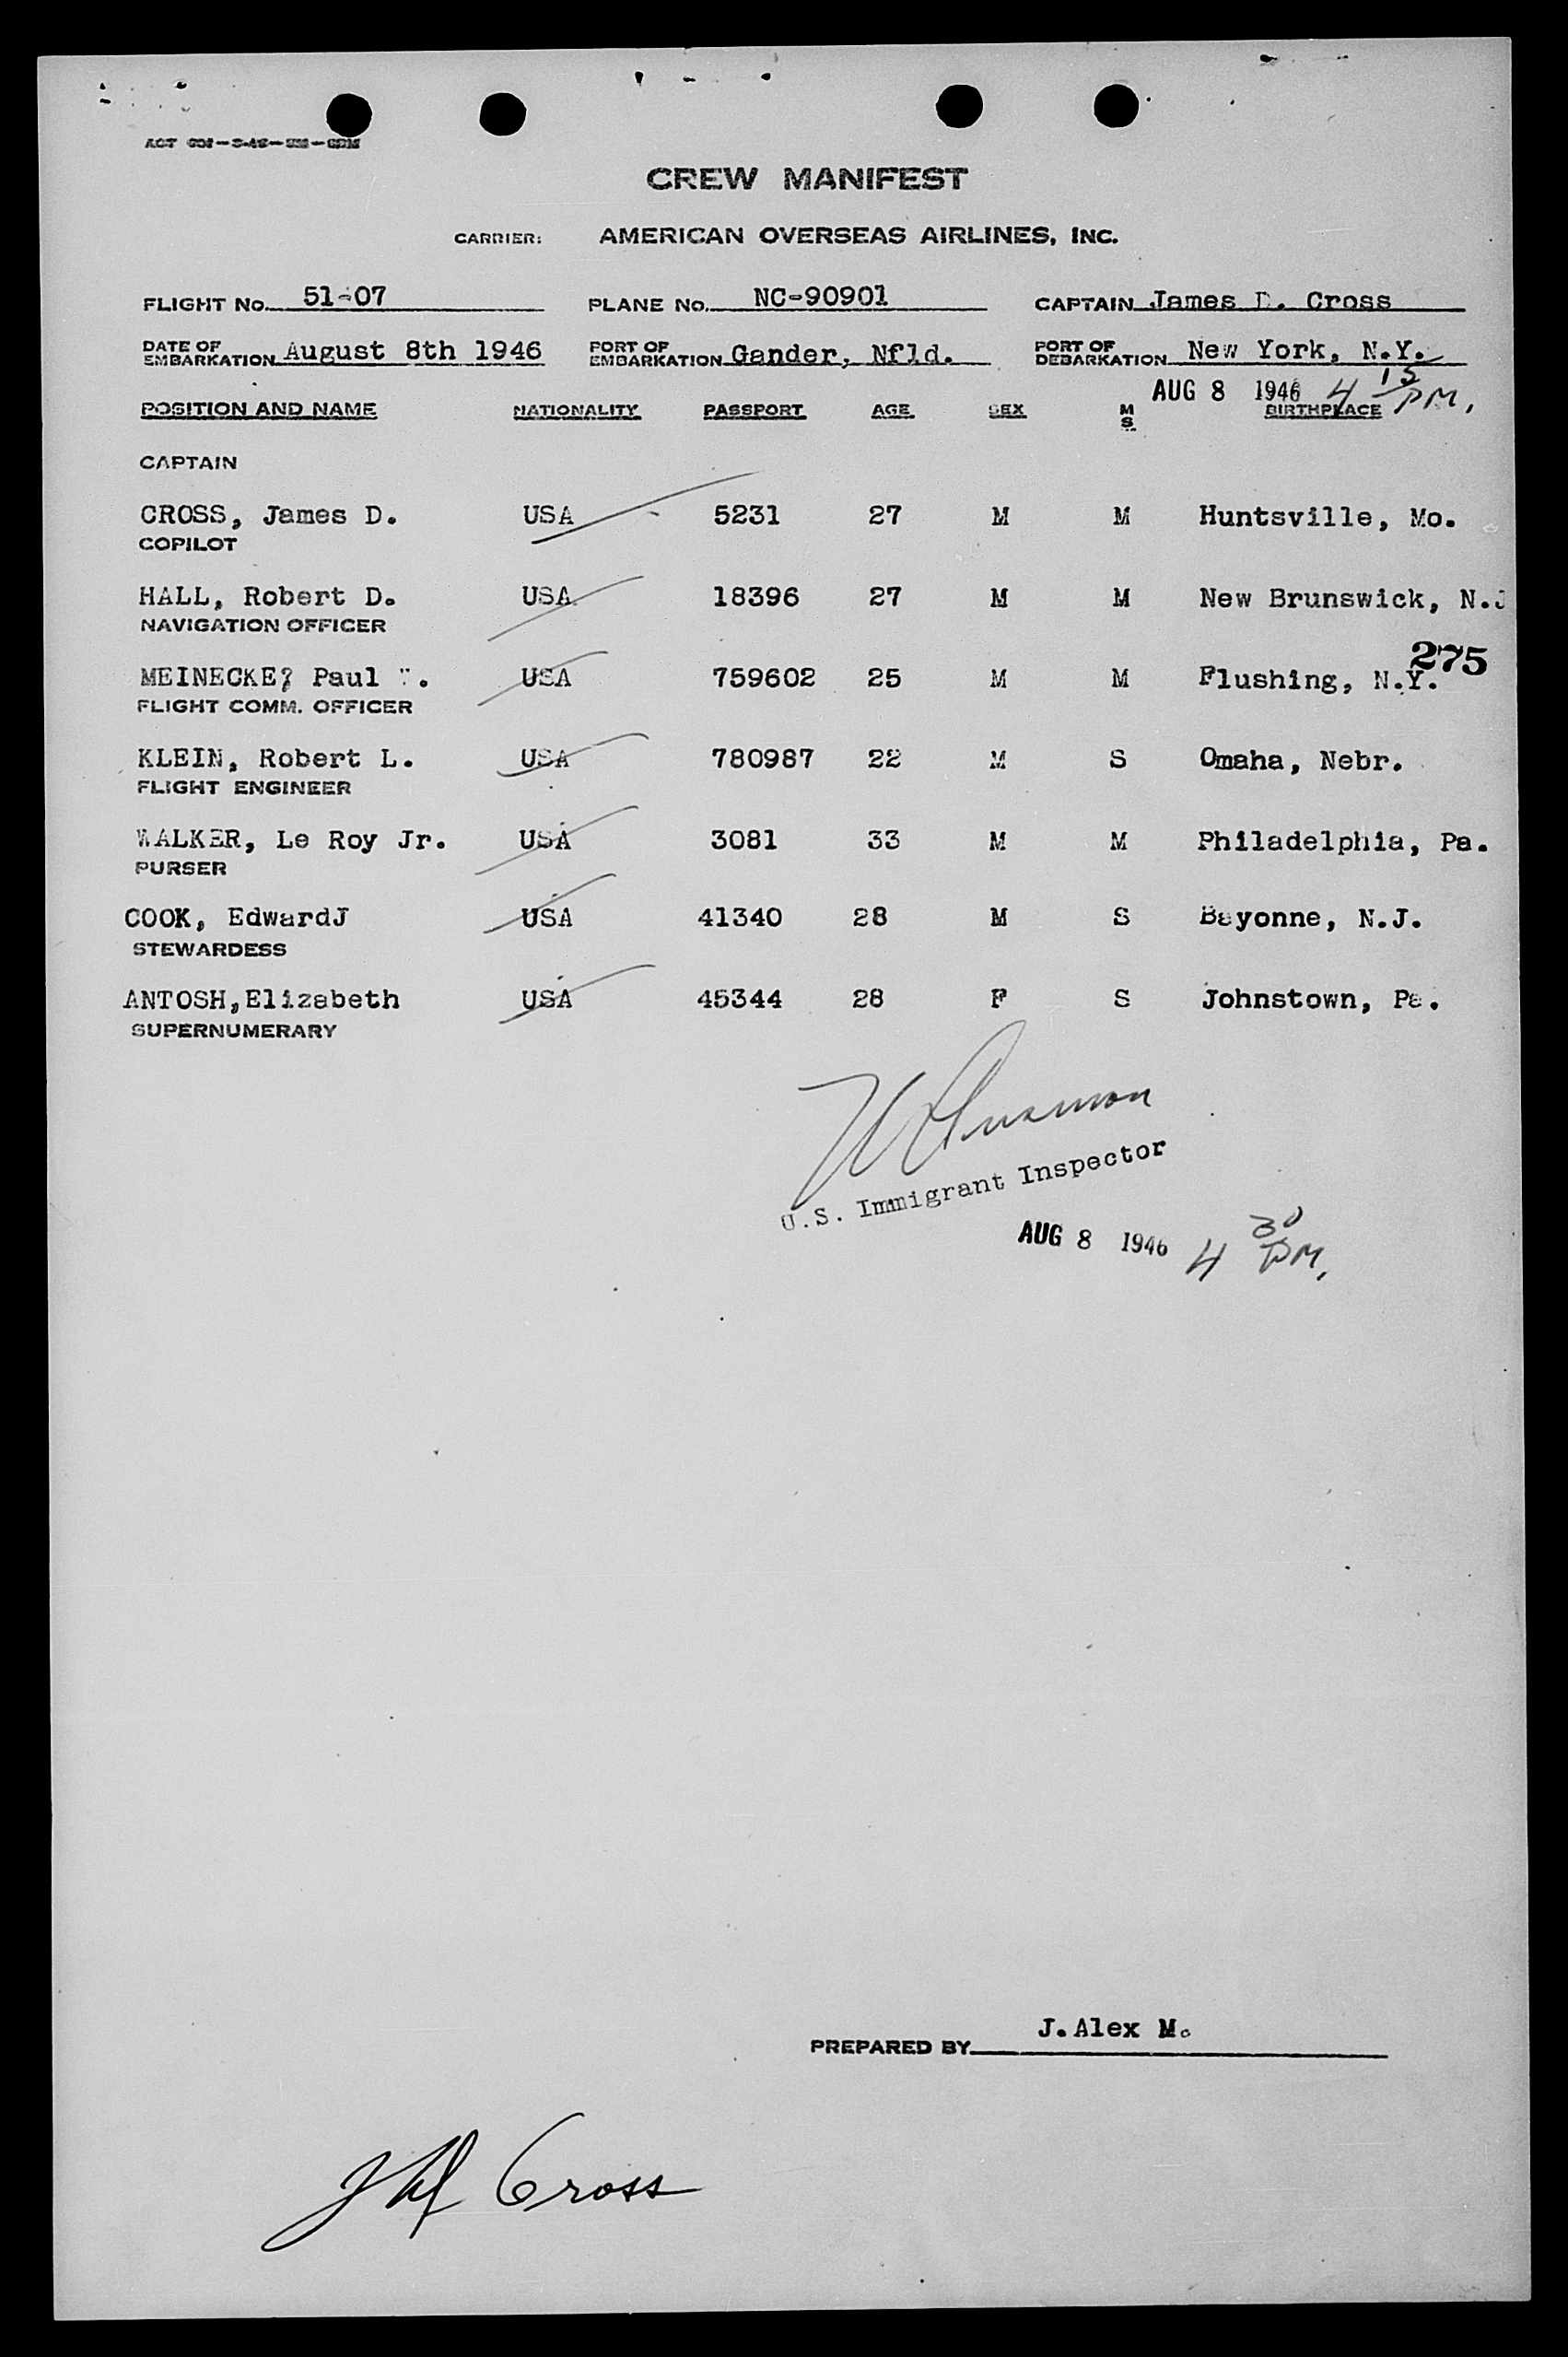 CREW MANIFEST
CARRIER: AMERICAN OVERSEAS AIRLINES, INC.
FLIGHT No. 51-07 PLANE No. NC-90901 CAPTAIN James D. Cross
DATE OF EMBARKATION August 8th 1946 PORT OF EMBARKATION Gander, Nfld. PORT OF DEBARKATION New York, N.Y.
AUG 8 1946 4 15 PM.
POSITION AND NAME NATIONALITY PASSPORT AGE SEX M S BIRTHPLACE
CAPTAIN
CROSS, James D. USA 5231 27 M M Huntsville, Mo.
COPILOT
HALL, Robert D. USA 18396 27 M M New Brunswick, N.J
NAVIGATION OFFICER
275
MEINECKE? Paul USA 759602 25 M M Flushing, N.Y.
FLIGHT COMM. OFFICER
KLEIN, Robert L. USA 780987 22 M S Omaha, Nebr.
FLIGHT ENGINEER
WALKER, Le Roy Jr. USA 3081 33 M M Philadelphia, Pa.
PURSER
COOK, EdwardJ USA 41340 28 M S Bayonne, N.J.
STEWARDESS
ANTOSH,Elizabeth USA 45344 28 F S Johnstown, Pa.
SUPERNUMERARY
U.S. Immigrant Inspector
AUG 8 1946 4 30 PM.
PREPARED BY J.Alex M.
Cross